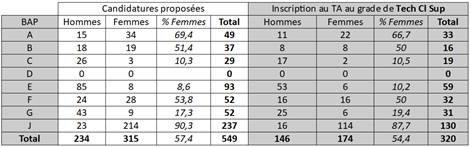 Candidatures proposées Inscription au TA au grade de Tech Cl Sup
BAP Hommes Femmes % Femmes Total Hommes Femmes % Femmes Total
A 15 34 69,4 49 11 22 66,7 33
B 18 19 51,4 37 8 8 50 16
C 26 3 10,3 29 17 2 10,5 19
D 0 0 0 0 0 0
E 85 8 8,6 93 53 6 10,2 59
F 24 28 53,8 52 16 16 50 32
G 43 9 17,3 52 25 6 19,4 31
J 23 214 90,3 237 16 114 87,7 130
Total 234 315 57,4 549 146 174 54,4 320